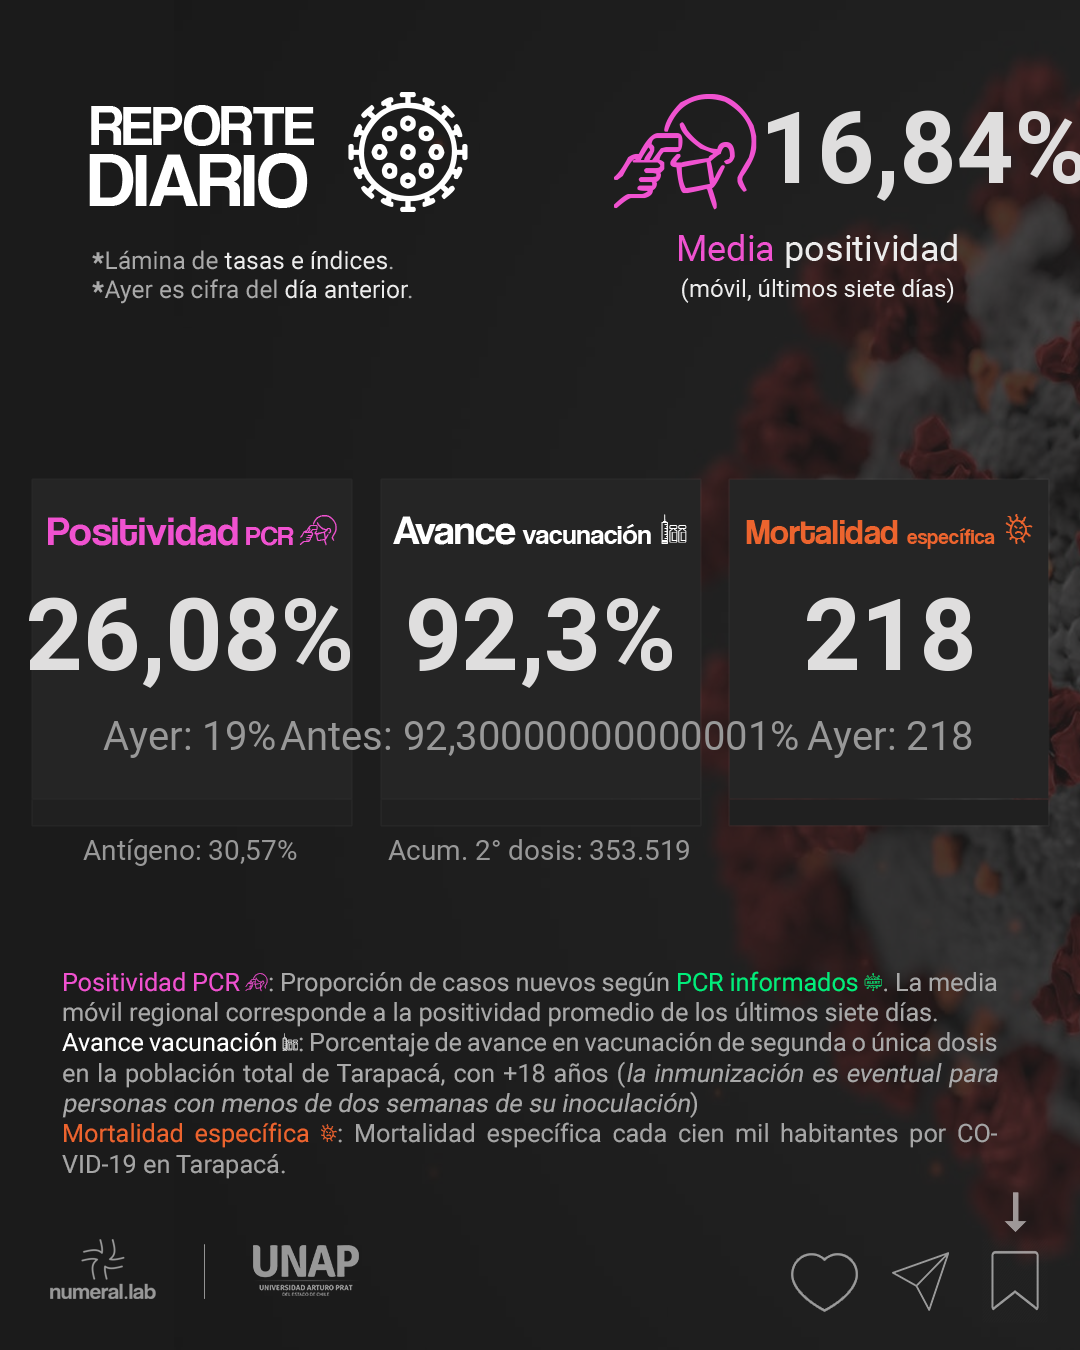 REPORTE
DIARIO
*Lámina de tasas e índices.
*Ayer es cifra del día anterior.
16,84%
Media positividad
(móvil, últimos siete días)
Positividad PCR
26,08%
Ayer: 19%
Antígeno: 30,57%
Avance vacunación
92,3%
Antes: 92,30000000000001%
Acum. 2° dosis: 353.519
Mortalidad específica
218
Ayer: 218
Positividad PCR : Proporción de casos nuevos según PCR informados . La media
móvil regional corresponde a la positividad promedio de los últimos siete días.
Avance vacunación : Porcentaje de avance en vacunación de segunda o única dosis
en la población total de Tarapacá, con +18 años (la inmunización es eventual para
personas con menos de dos semanas de su inoculación)
Mortalidad específica : Mortalidad específica cada cien mil habitantes por CO-
VID-19 en Tarapacá.
numeral.lab
UNAP
UNIVERSIDAD ARTURO PRAT
DEL ESTADO DE CHILE